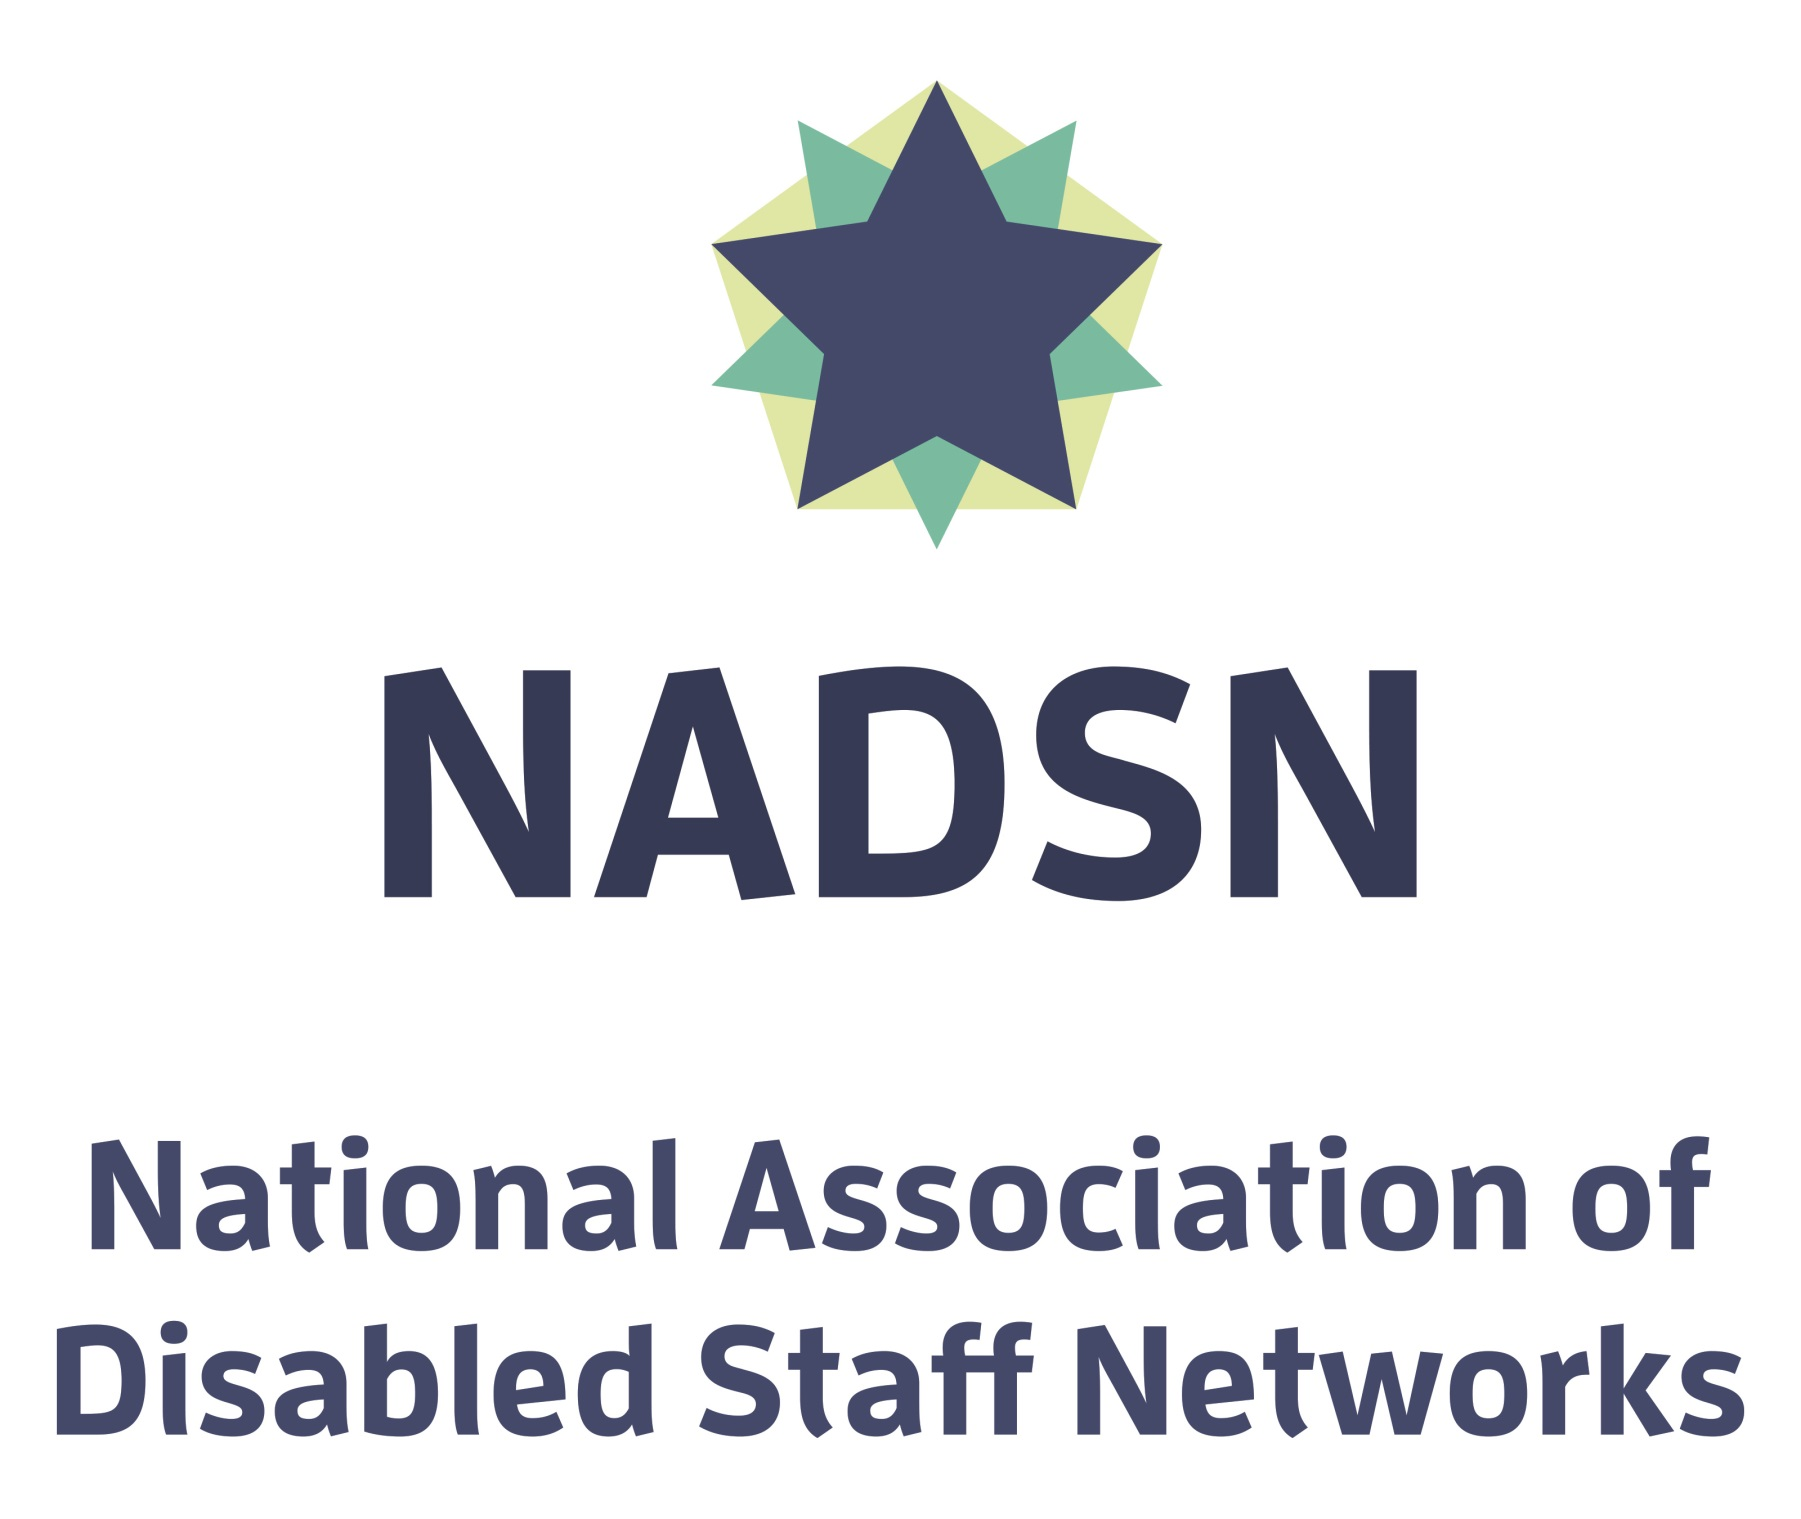 NADSN
National Association of
Disabled Staff Networks